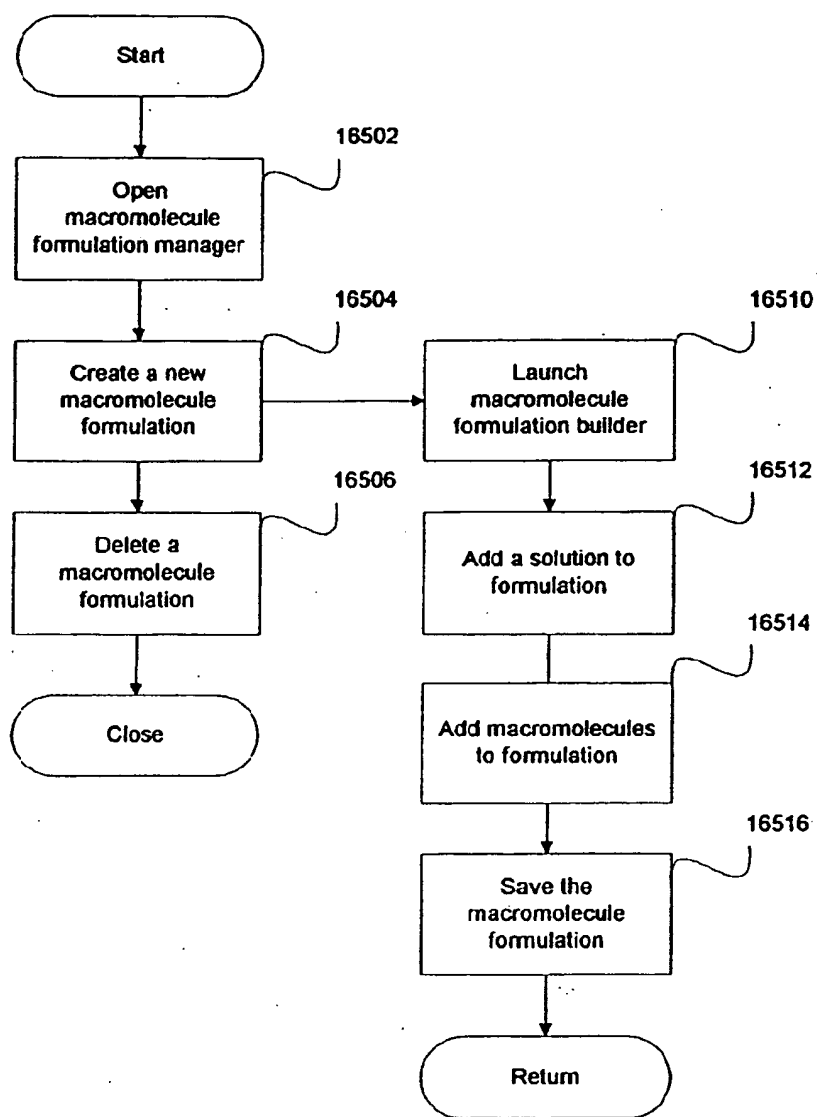 Start
16502
Open
macromolecule
formulation manager
16504
Create a new
macromolecule
formulation
16506
Delete a
macromolecule
formulation
Close
16510
Launch
macromolecule
formulation builder
16512
Add a solution to
formulation
16514
Add macromolecules
to formulation
16516
Save the
macromolecule
formulation
Return